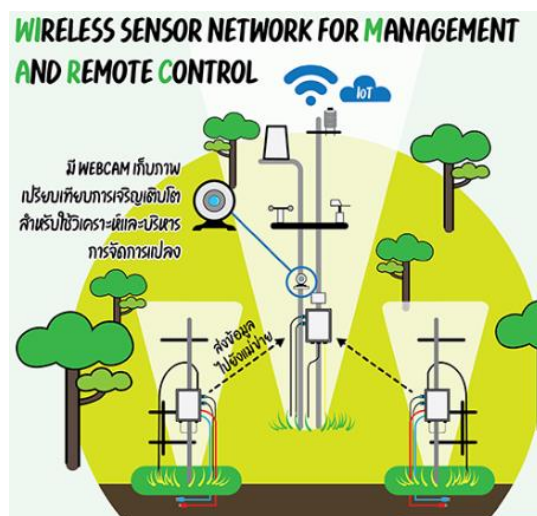 WIRELESS SENSOR NETWORK FOR MANAGEMENT
AND REMOTE CONTROL
IoT
มี WEBCAM เก็บภาพ
เปรียบเทียบการเจริญเติบโต
สำหรับใช้วิเคราะห์และบริหาร
การจัดการแปลง
ส่งข้อมูล
ไปยังแม่ข่าย